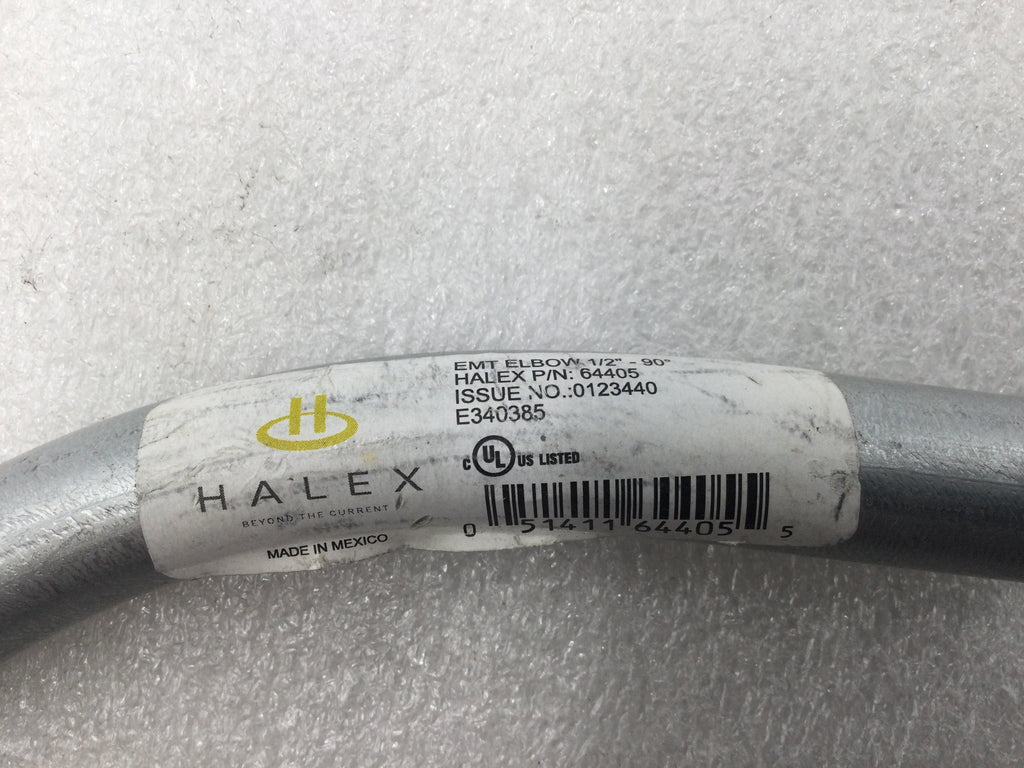 EMT ELBOW 1/2" - 90°
HALEX P/N: 64405
ISSUE NO.:0123440
E340385
C UL US LISTED
H
HALEX
BEYOND THE CURRENT
MADE IN MEXICO
0 51411 64405 5